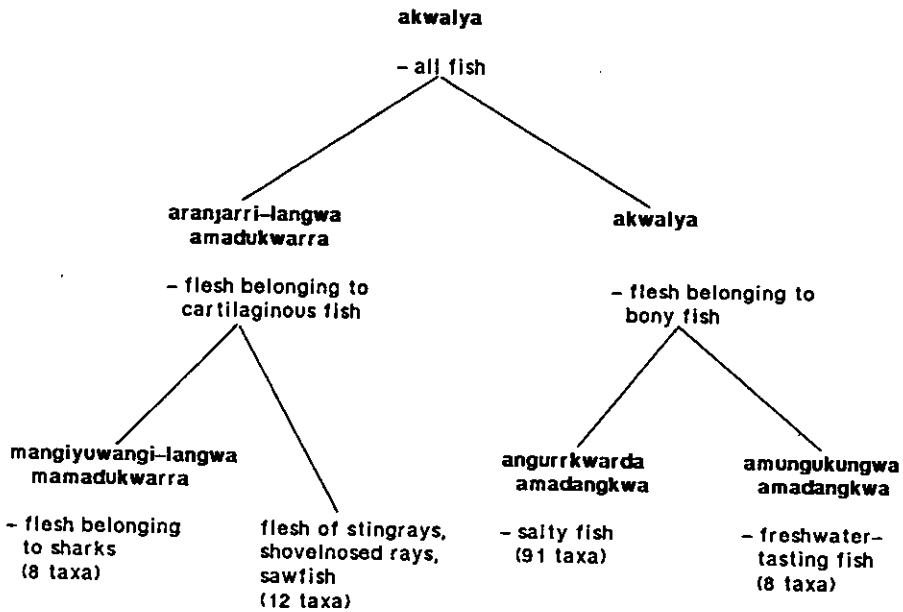 akwalya
- all fish
aranjarri-langwa
amadukwarra
- flesh belonging to
cartilaginous fish
akwalya
- flesh belonging to
bony fish
mangiyuwangi-langwa
mamadukwarra
- flesh belonging
to sharks
(8 taxa)
flesh of stingrays,
shovelnosed rays,
sawfish
(12 taxa)
angurrkwarda
amadangkwa
- salty fish
(91 taxa)
amungukungwa
amadangkwa
- freshwater-
tasting fish
(8 taxa)